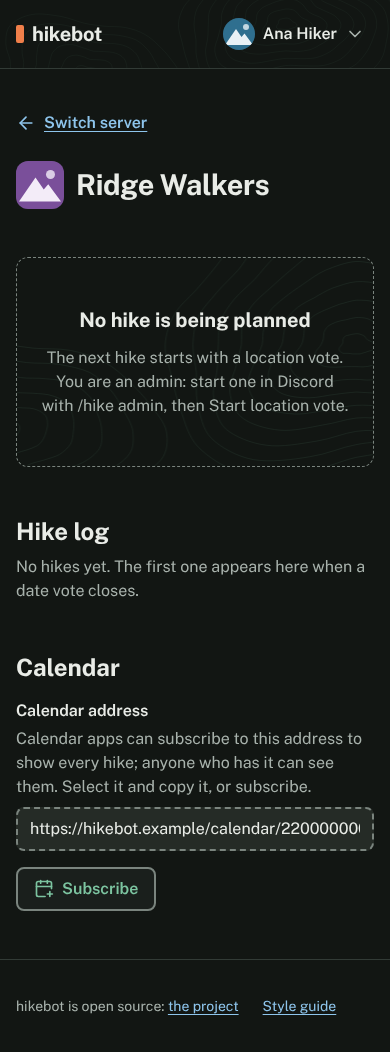 hikebot
Ana Hiker
Switch server
Ridge Walkers
No hike is being planned
The next hike starts with a location vote.
You are an admin: start one in Discord
with /hike admin, then Start location vote.
Hike log
No hikes yet. The first one appears here when a
date vote closes.
Calendar
Calendar address
Calendar apps can subscribe to this address to
show every hike; anyone who has it can see
them. Select it and copy it, or subscribe.
https://hikebot.example/calendar/22000000
Subscribe
hikebot is open source: the project
Style guide